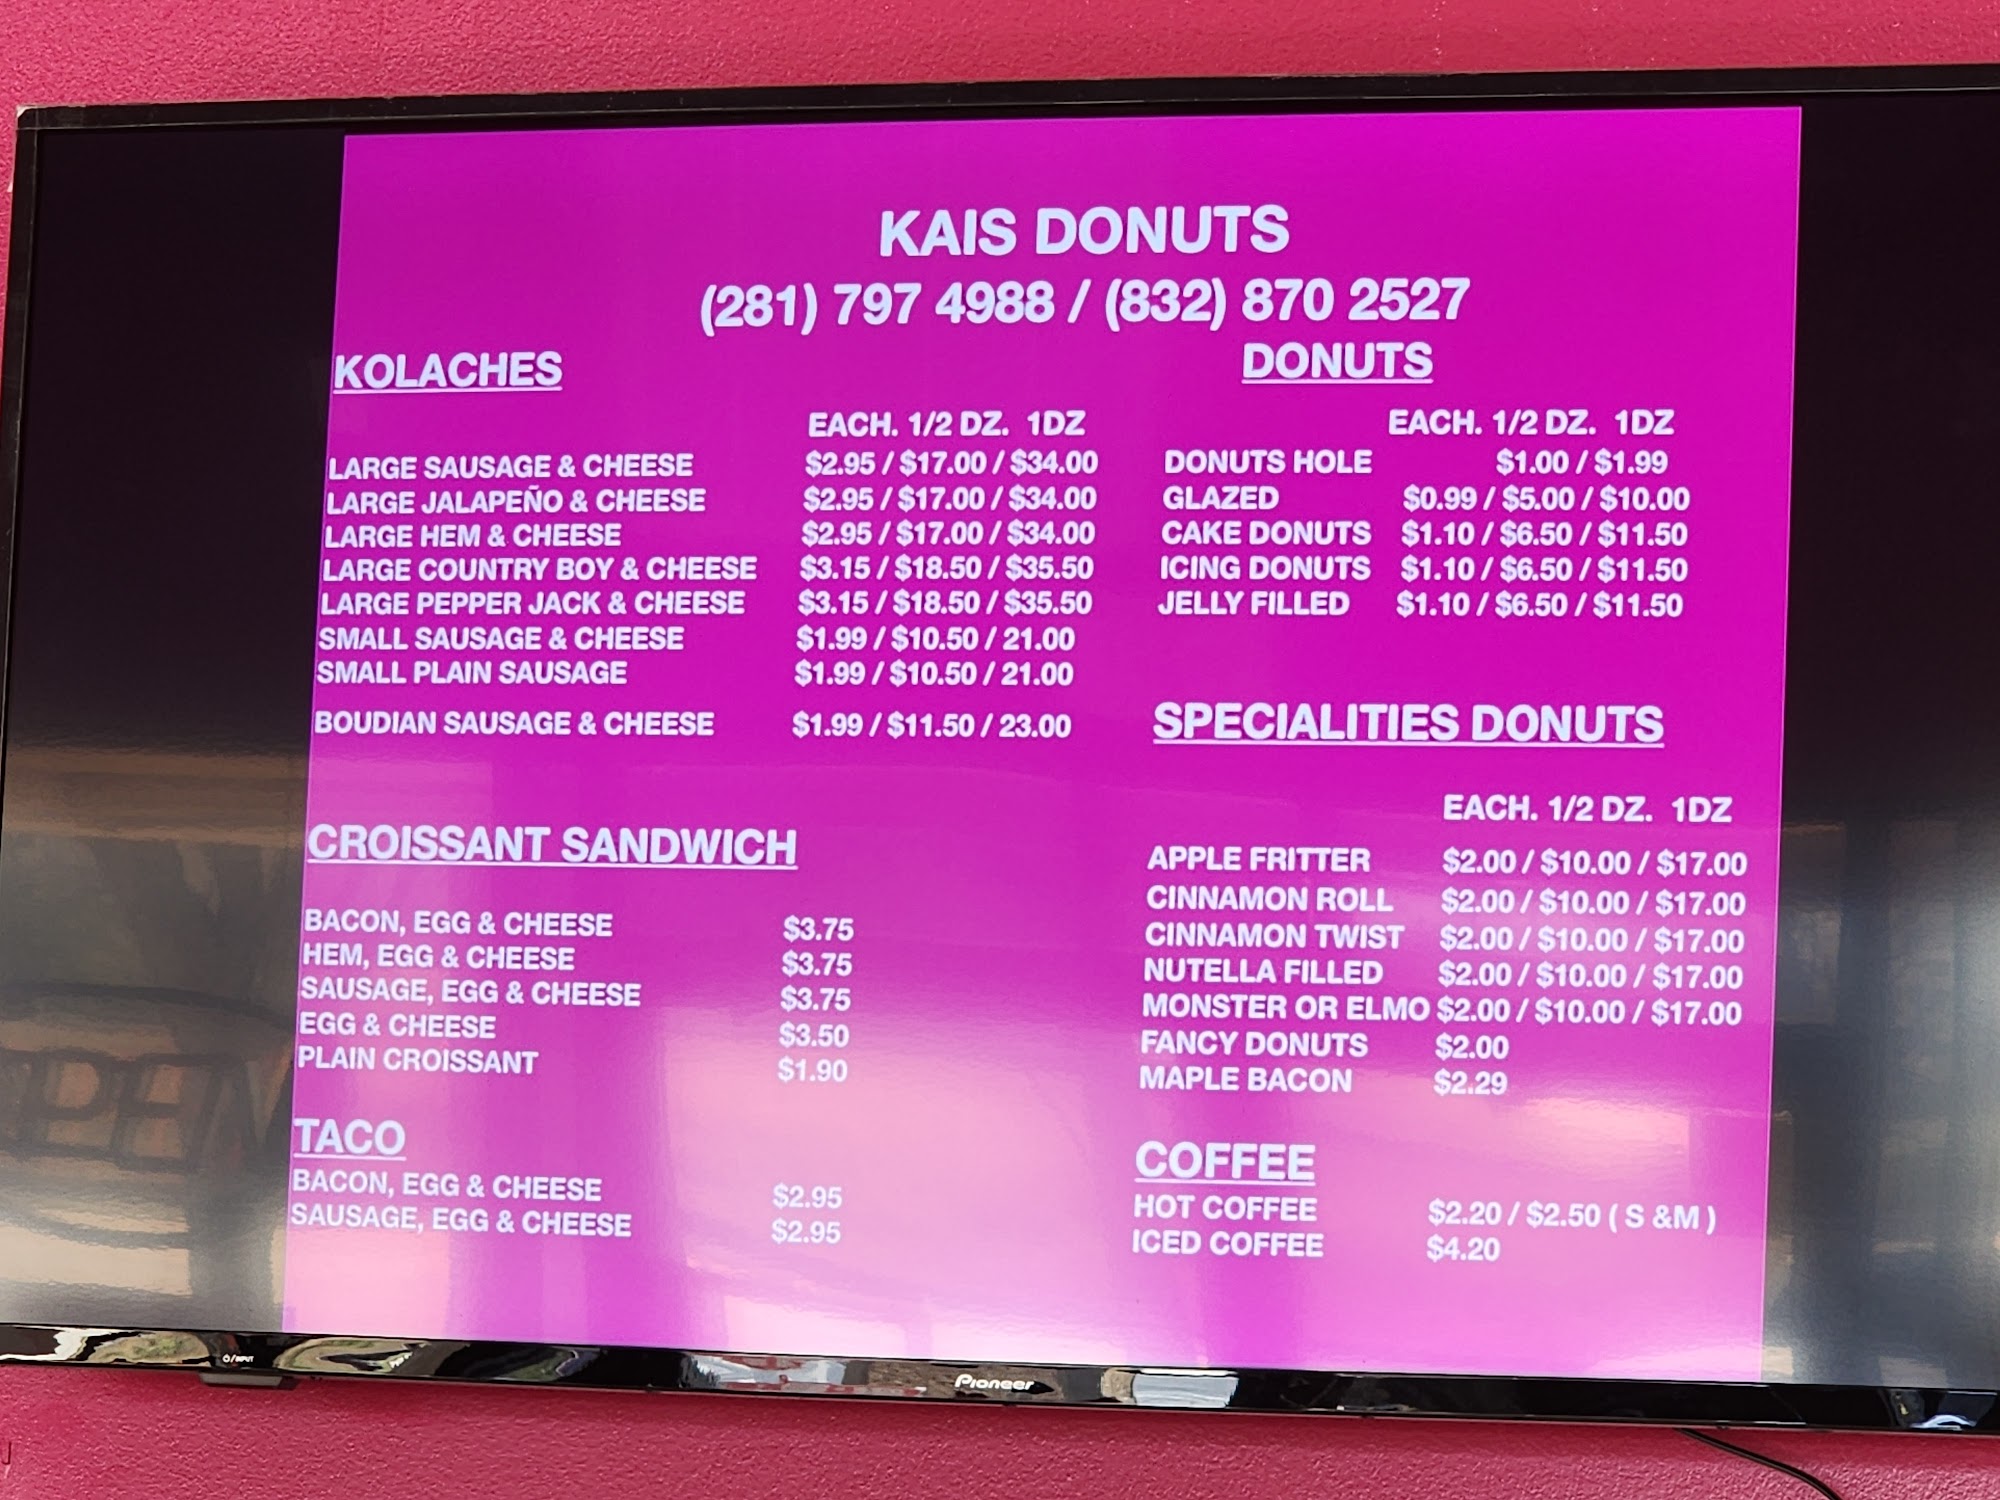 KAIS DONUTS
(281) 797 4988 / (832) 870 2527
KOLACHES
EACH. 1/2 DZ. 1DZ
LARGE SAUSAGE & CHEESE $2.95 / $17.00 / $34.00
LARGE JALAPEÑO & CHEESE $2.95 / $17.00 / $34.00
LARGE HEM & CHEESE $2.95 / $17.00 / $34.00
LARGE COUNTRY BOY & CHEESE $3.15 / $18.50 / $35.50
LARGE PEPPER JACK & CHEESE $3.15 / $18.50 / $35.50
SMALL SAUSAGE & CHEESE $1.99 / $10.50 / 21.00
SMALL PLAIN SAUSAGE $1.99 / $10.50 / 21.00
BOUDIAN SAUSAGE & CHEESE $1.99 / $11.50 / 23.00
CROISSANT SANDWICH
BACON, EGG & CHEESE $3.75
HEM, EGG & CHEESE $3.75
SAUSAGE, EGG & CHEESE $3.75
EGG & CHEESE $3.50
PLAIN CROISSANT $1.90
TACO
BACON, EGG & CHEESE $2.95
SAUSAGE, EGG & CHEESE $2.95
DONUTS
EACH. 1/2 DZ. 1DZ
DONUTS HOLE $1.00 / $1.99
GLAZED $0.99 / $5.00 / $10.00
CAKE DONUTS $1.10 / $6.50 / $11.50
ICING DONUTS $1.10 / $6.50 / $11.50
JELLY FILLED $1.10 / $6.50 / $11.50
SPECIALITIES DONUTS
EACH. 1/2 DZ. 1DZ
APPLE FRITTER $2.00 / $10.00 / $17.00
CINNAMON ROLL $2.00 / $10.00 / $17.00
CINNAMON TWIST $2.00 / $10.00 / $17.00
NUTELLA FILLED $2.00 / $10.00 / $17.00
MONSTER OR ELMO $2.00 / $10.00 / $17.00
FANCY DONUTS $2.00
MAPLE BACON $2.29
COFFEE
HOT COFFEE $2.20 / $2.50 ( S &M )
ICED COFFEE $4.20
/INPUT
Pioneer